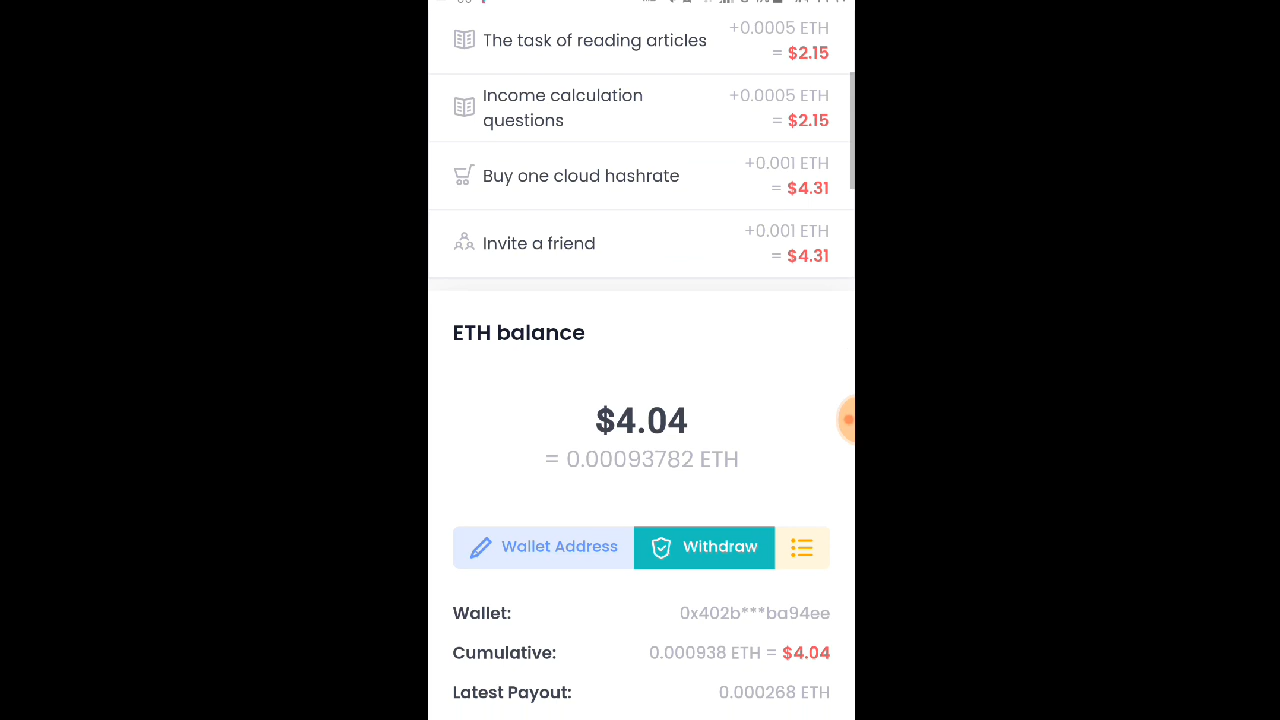 +0.0005 ETH
The task of reading articles
= $2.15
Income calculation
questions
+0.0005 ETH
= $2.15
Buy one cloud hashrate
+0.001 ETH
= $4.31
Invite a friend
+0.001 ETH
= $4.31
ETH balance
$4.04
= 0.00093782 ETH
Wallet Address
Withdraw
Wallet: 0x402b***ba94ee
Cumulative: 0.000938 ETH = $4.04
Latest Payout: 0.000268 ETH